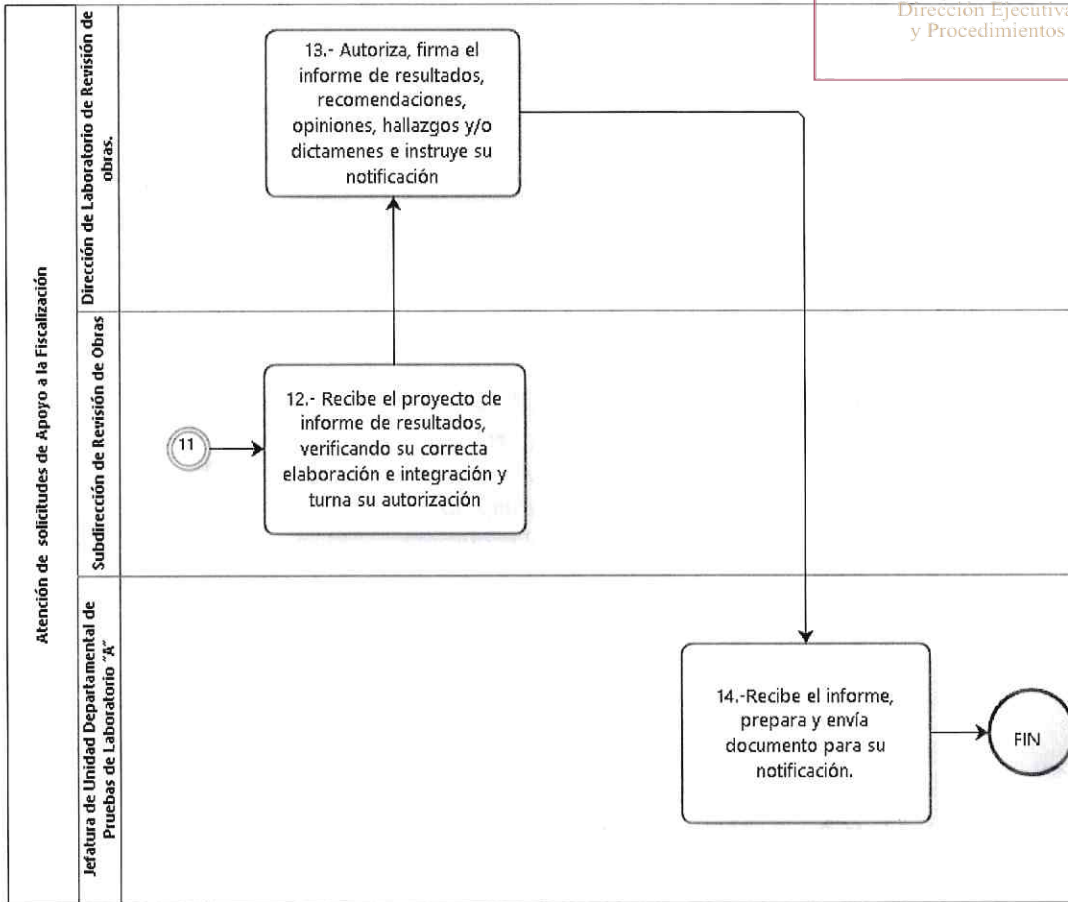 Dirección Ejecutiva
y Procedimientos
Atención de solicitudes de Apoyo a la Fiscalización
Dirección de Laboratorio de Revisión de
obras.
13.- Autoriza, firma el
informe de resultados,
recomendaciones,
opiniones, hallazgos y/o
dictamenes e instruye su
notificación
Subdirección de Revisión de Obras
11
12.- Recibe el proyecto de
informe de resultados,
verificando su correcta
elaboración e integración y
turna su autorización
Jefatura de Unidad Departamental de
Pruebas de Laboratorio "A"
14.-Recibe el informe,
prepara y envía
documento para su
notificación.
FIN